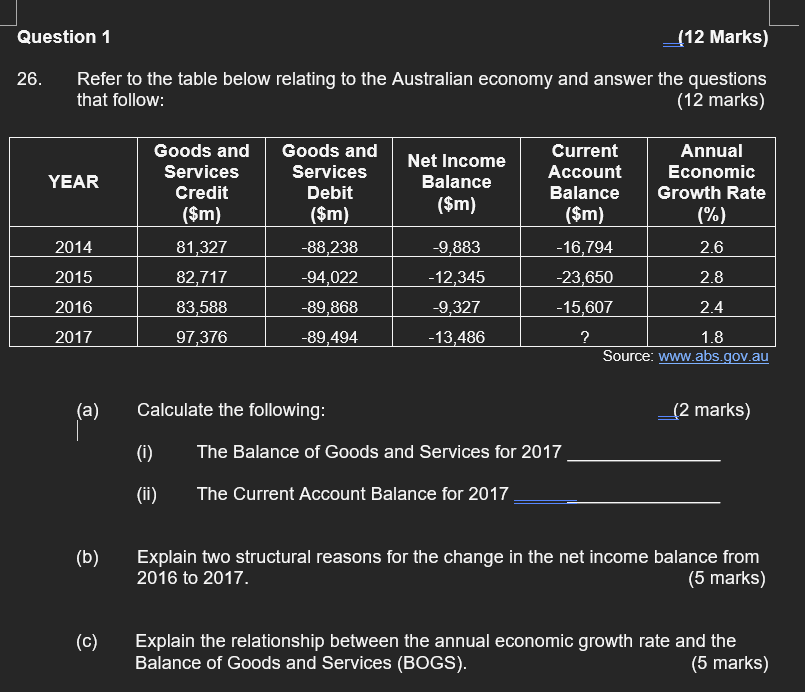 Question 1 (12 Marks)
26. Refer to the table below relating to the Australian economy and answer the questions
that follow: (12 marks)
YEAR Goods and Services Credit ($m) Goods and Services Debit ($m) Net Income Balance ($m) Current Account Balance ($m) Annual Economic Growth Rate (%)
2014 81,327 -88,238 -9,883 -16,794 2.6
2015 82,717 -94,022 -12,345 -23,650 2.8
2016 83,588 -89,868 -9,327 -15,607 2.4
2017 97,376 -89,494 -13,486 ? 1.8
Source: www.abs.gov.au
(a) Calculate the following: (2 marks)
(i) The Balance of Goods and Services for 2017
(ii) The Current Account Balance for 2017
(b) Explain two structural reasons for the change in the net income balance from
2016 to 2017. (5 marks)
(c) Explain the relationship between the annual economic growth rate and the
Balance of Goods and Services (BOGS). (5 marks)